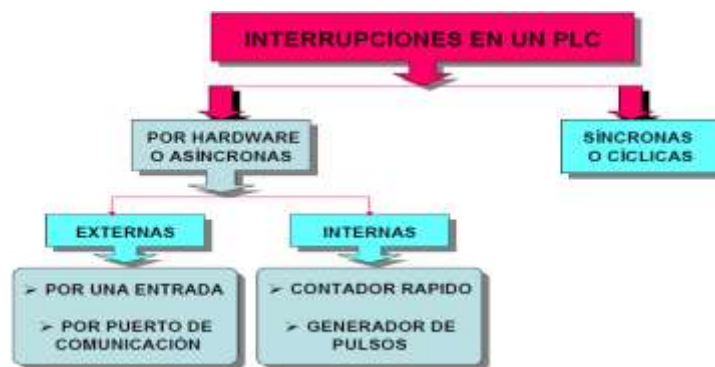 INTERRUPCIONES EN UN PLC
POR HARDWARE
O ASÍNCRONAS
SÍNCRONAS
O CÍCLICAS
EXTERNAS
INTERNAS
➢ POR UNA ENTRADA
➢ POR PUERTO DE
COMUNICACIÓN
➢ CONTADOR RAPIDO
➢ GENERADOR DE
PULSOS